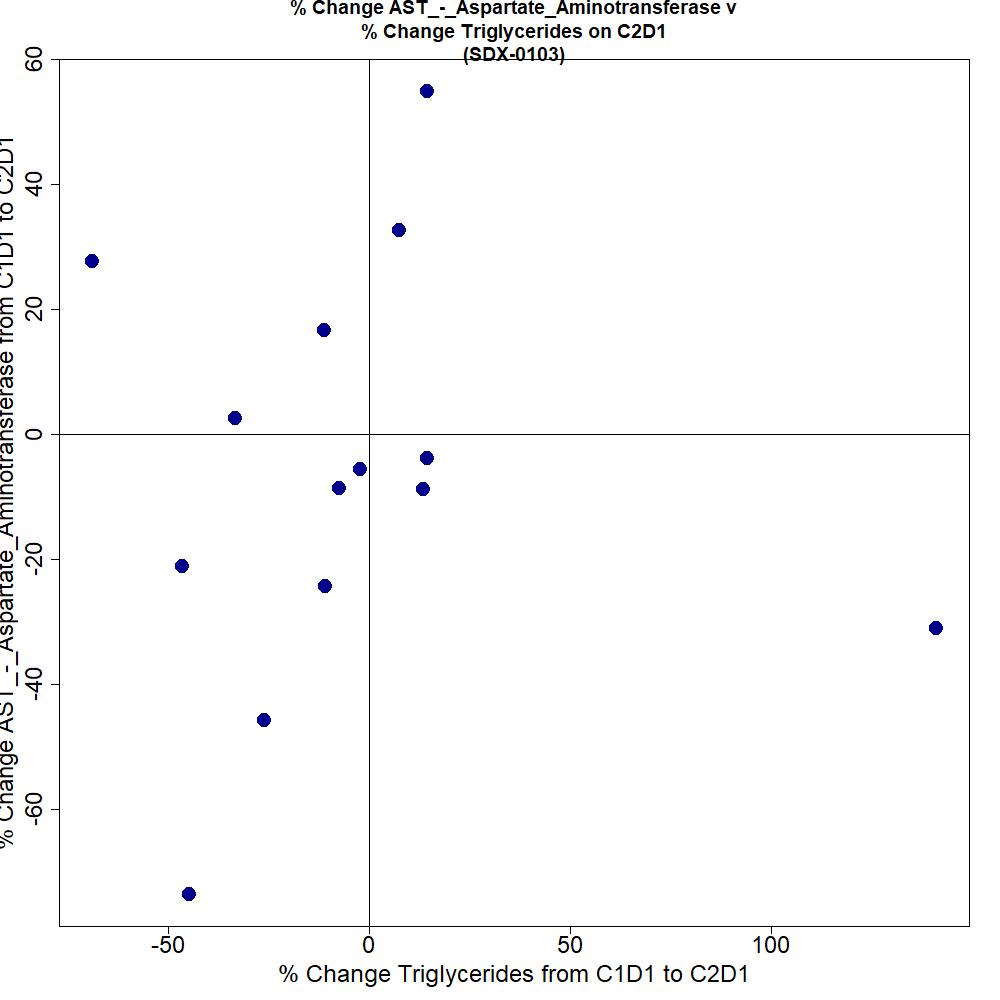 % Change AST_-_Aspartate_Aminotransferase v
% Change Triglycerides on C2D1
(SDX-0103)
% Change AST_-_Aspartate_Aminotransferase from C1D1 to C2D1
60
40
20
0
-20
-40
-60
-50
0
50
100
% Change Triglycerides from C1D1 to C2D1